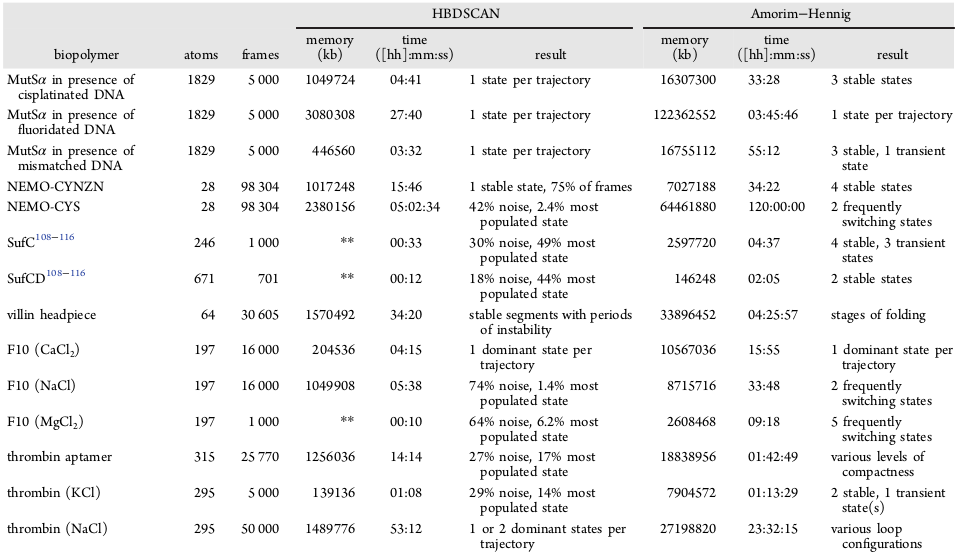 HBDSCAN Amorim−Hennig
memory time memory time
biopolymer atoms frames (kb) ([hh]:mm:ss) result (kb) ([hh]:mm:ss) result
MutSα in presence of 1829 5 000 1049724 04:41 1 state per trajectory 16307300 33:28 3 stable states
cisplatinated DNA
MutSα in presence of 1829 5 000 3080308 27:40 1 state per trajectory 122362552 03:45:46 1 state per trajectory
fluoridated DNA
MutSα in presence of 1829 5 000 446560 03:32 1 state per trajectory 16755112 55:12 3 stable, 1 transient
mismatched DNA state
NEMO-CYNZN 28 98 304 1017248 15:46 1 stable state, 75% of frames 7027188 34:22 4 stable states
NEMO-CYS 28 98 304 2380156 05:02:34 42% noise, 2.4% most 64461880 120:00:00 2 frequently
populated state switching states
SufC108−116 246 1 000 ** 00:33 30% noise, 49% most 2597720 04:37 4 stable, 3 transient
populated state states
SufCD108−116 671 701 ** 00:12 18% noise, 44% most 146248 02:05 2 stable states
populated state
villin headpiece 64 30 605 1570492 34:20 stable segments with periods 33896452 04:25:57 stages of folding
of instability
F10 (CaCl2) 197 16 000 204536 04:15 1 dominant state per 10567036 15:55 1 dominant state per
trajectory trajectory
F10 (NaCl) 197 16 000 1049908 05:38 74% noise, 1.4% most 8715716 33:48 2 frequently
populated state switching states
F10 (MgCl2) 197 1 000 ** 00:10 64% noise, 6.2% most 2608468 09:18 5 frequently
populated state switching states
thrombin aptamer 315 25 770 1256036 14:14 27% noise, 17% most 18838956 01:42:49 various levels of
populated state compactness
thrombin (KCl) 295 5 000 139136 01:08 29% noise, 14% most 7904572 01:13:29 2 stable, 1 transient
populated state state(s)
thrombin (NaCl) 295 50 000 1489776 53:12 1 or 2 dominant states per 27198820 23:32:15 various loop
trajectory configurations